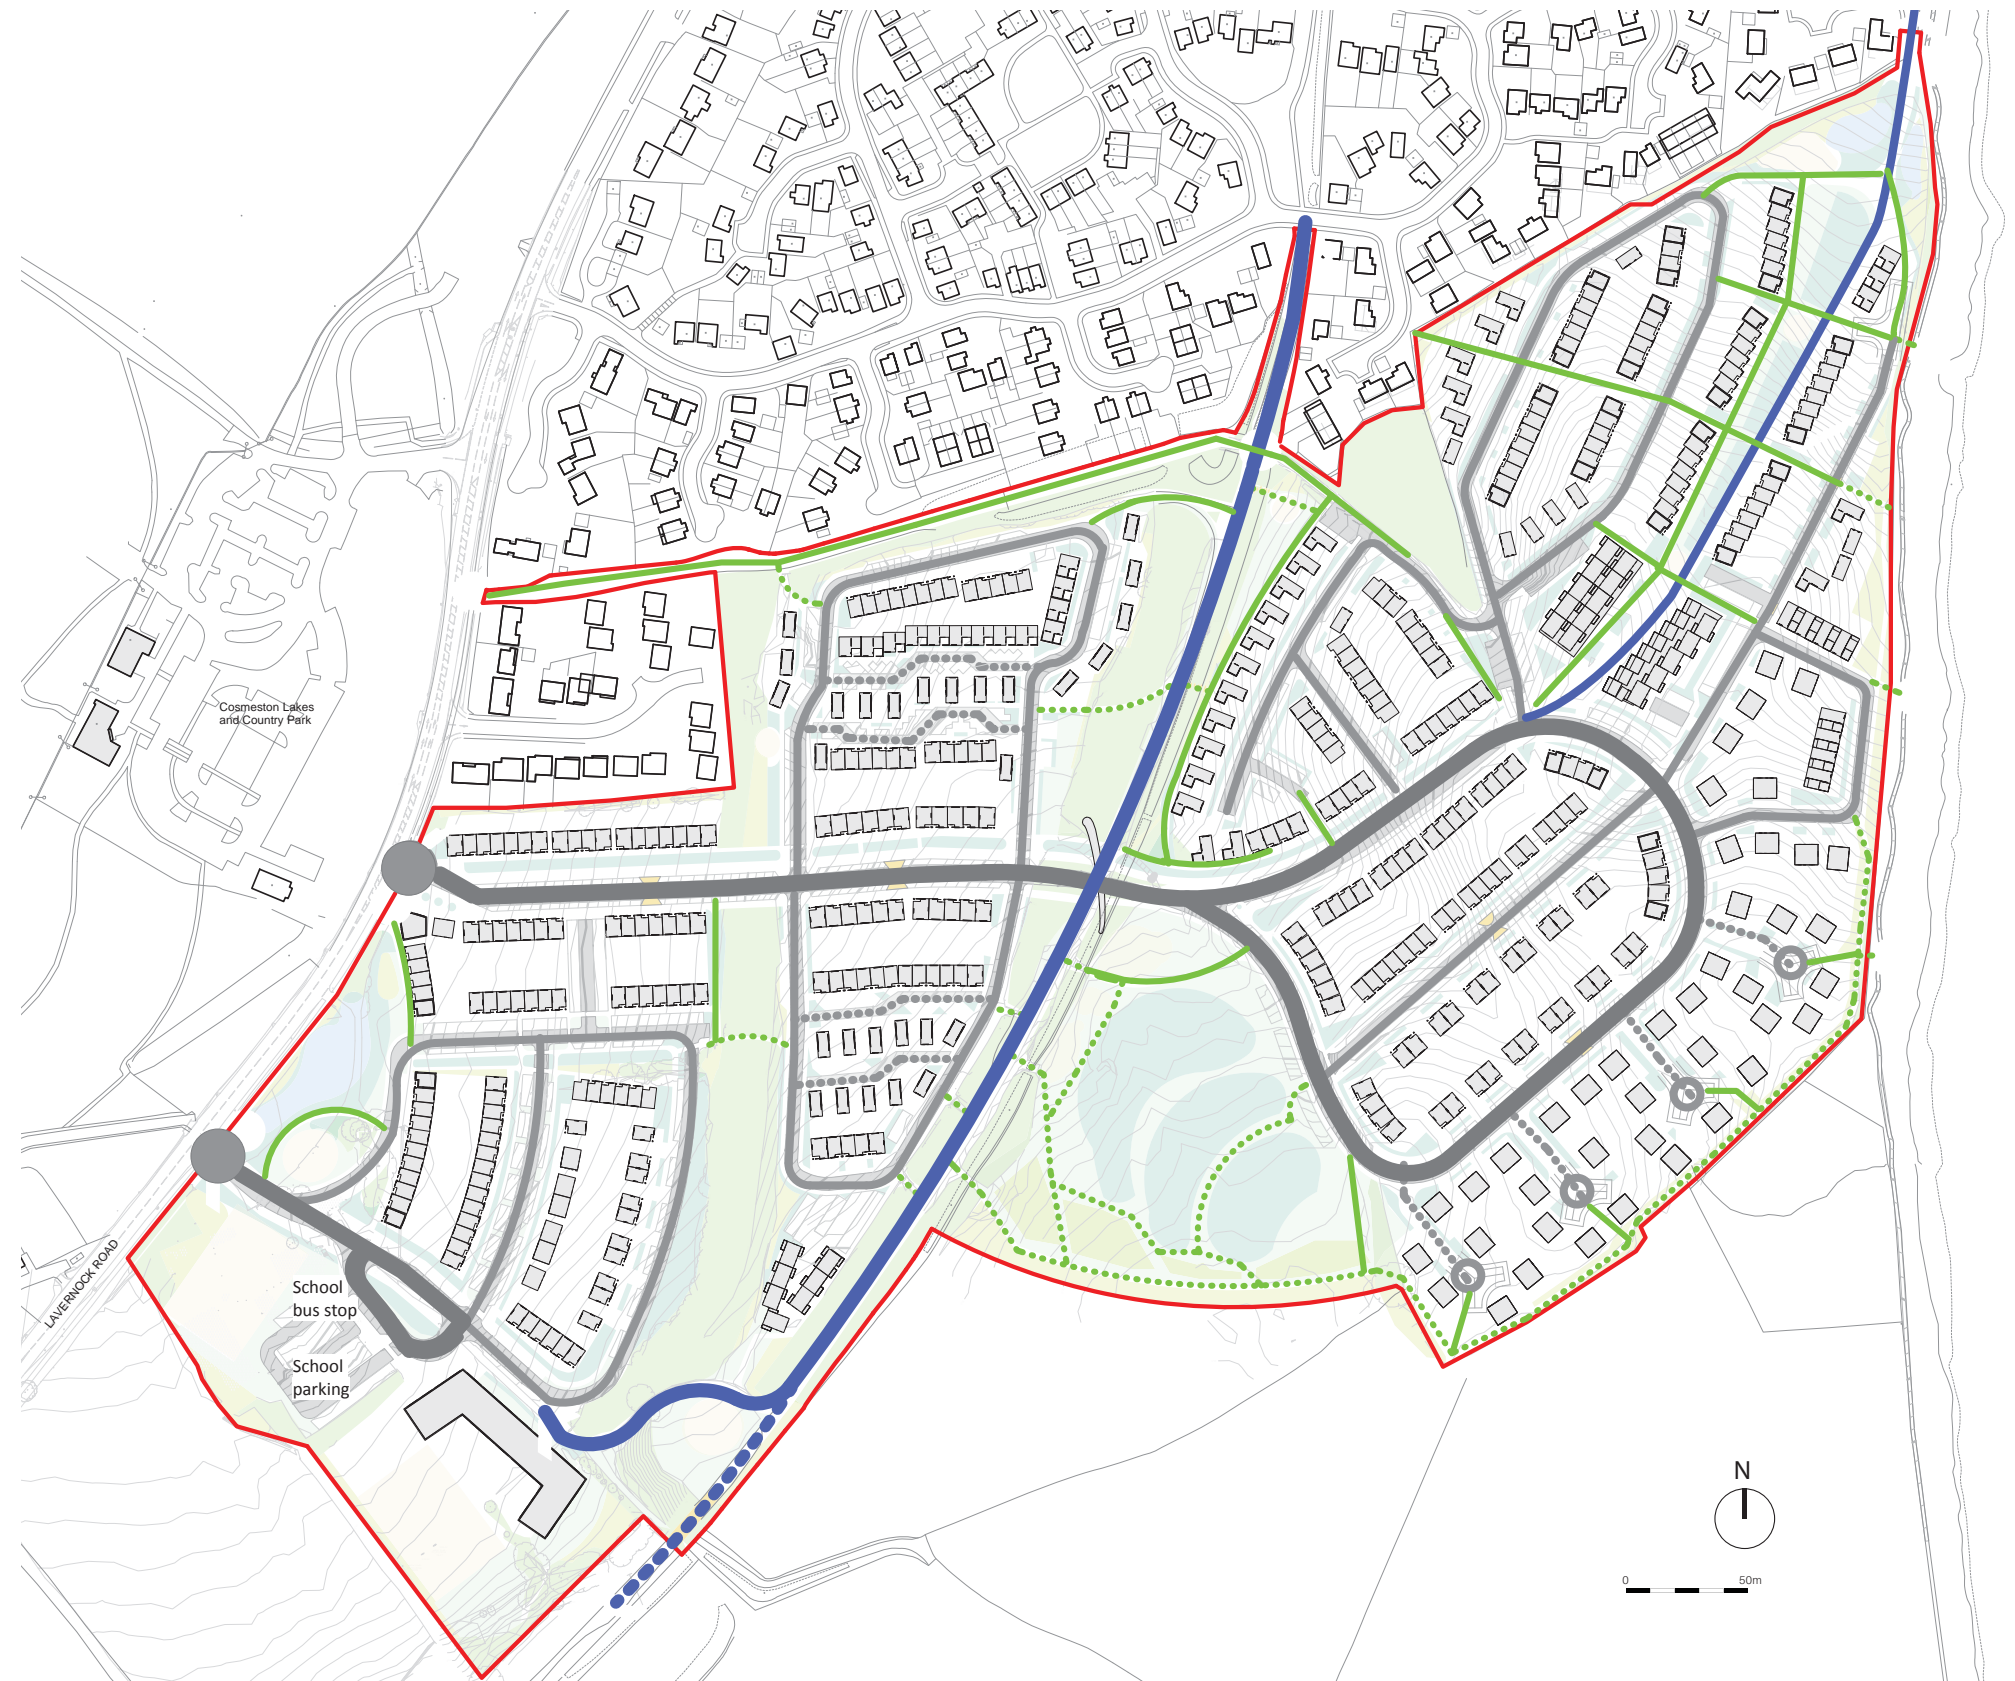 Cosmeston Lakes
and Country Park
LAVERNOCK ROAD
School
bus stop
School
parking
N
0
50m